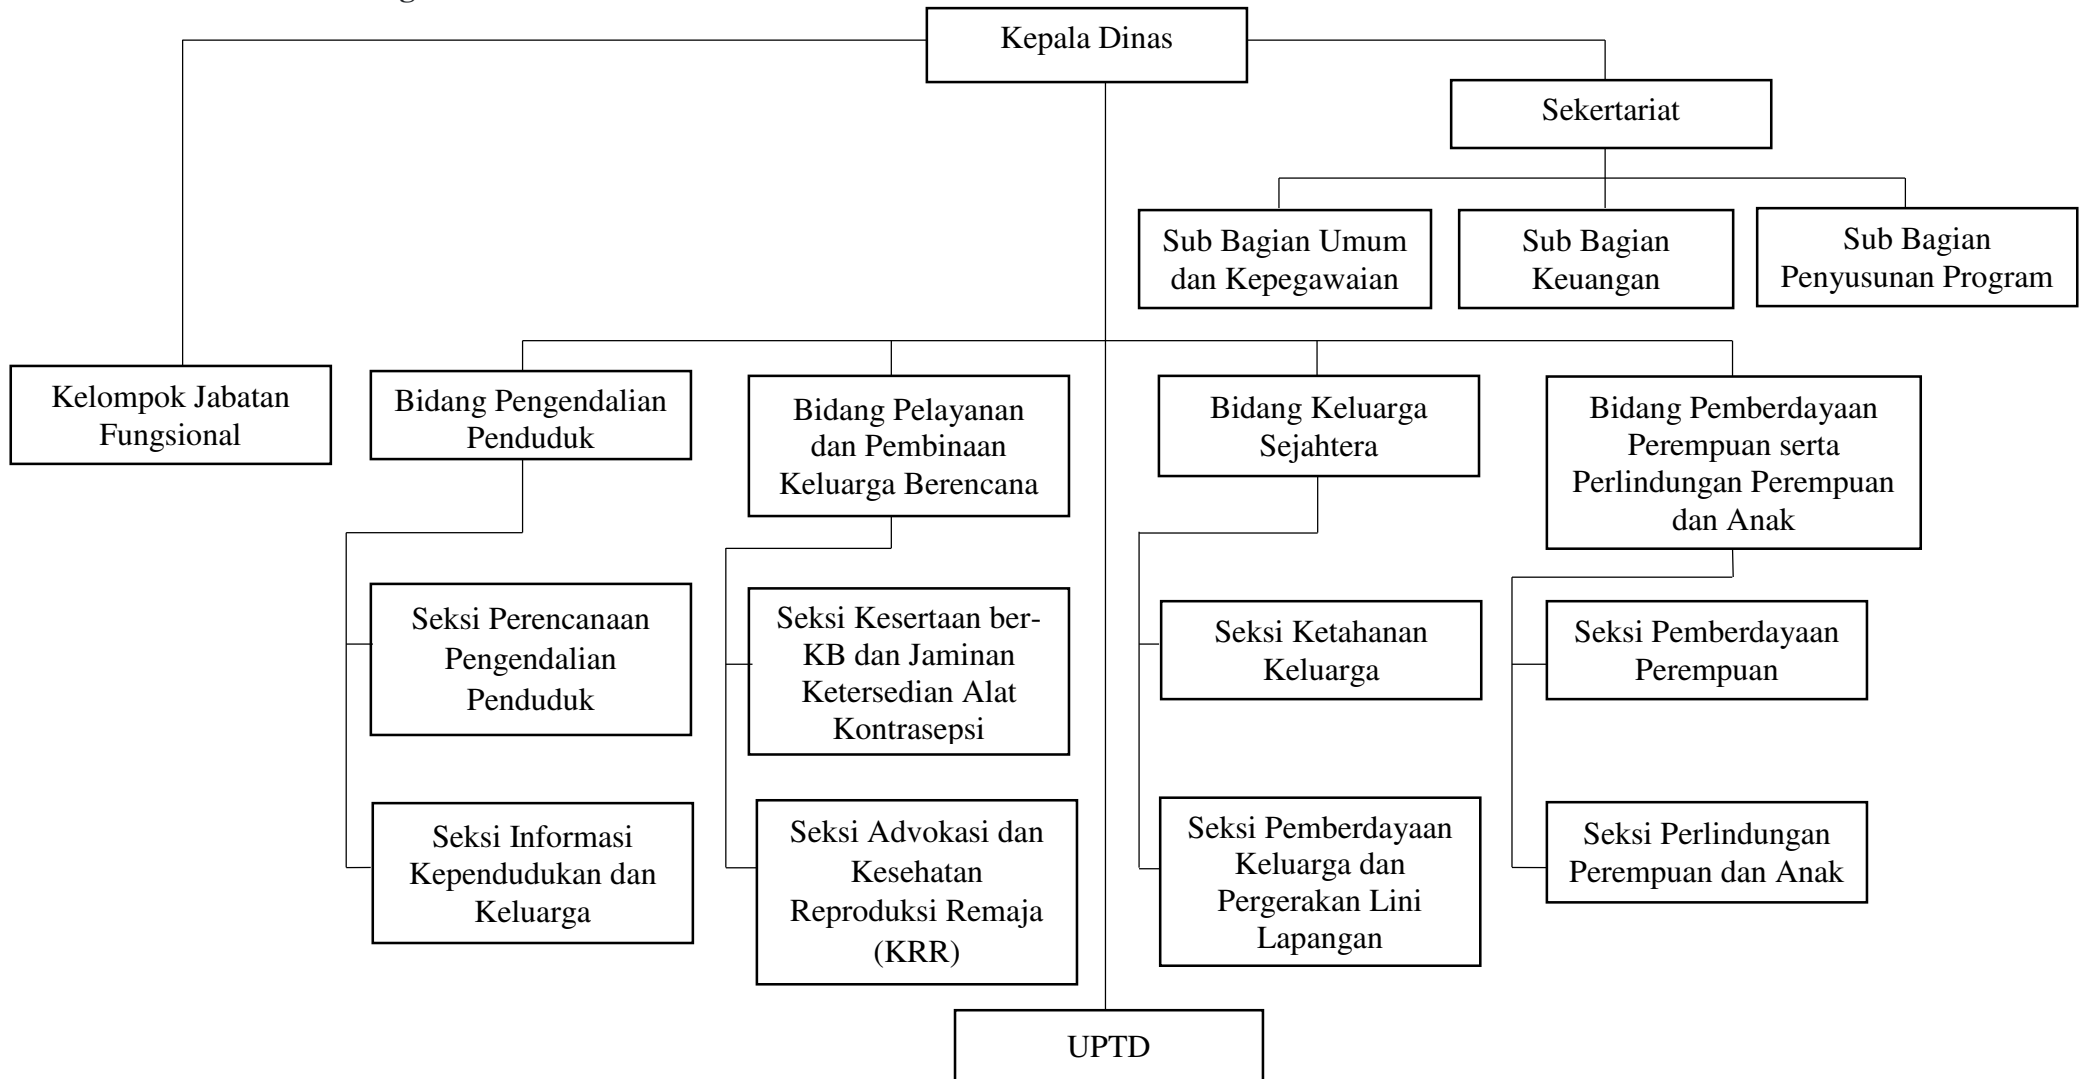 Kepala Dinas
Sekertariat
Sub Bagian Umum
dan Kepegawaian
Sub Bagian
Keuangan
Sub Bagian
Penyusunan Program
Kelompok Jabatan
Fungsional
Bidang Pengendalian
Penduduk
Bidang Pelayanan
dan Pembinaan
Keluarga Berencana
Bidang Keluarga
Sejahtera
Bidang Pemberdayaan
Perempuan serta
Perlindungan Perempuan
dan Anak
Seksi Perencanaan
Pengendalian
Penduduk
Seksi Kesertaan ber-
KB dan Jaminan
Ketersedian Alat
Kontrasepsi
Seksi Ketahanan
Keluarga
Seksi Pemberdayaan
Perempuan
Seksi Informasi
Kependudukan dan
Keluarga
Seksi Advokasi dan
Kesehatan
Reproduksi Remaja
(KRR)
Seksi Pemberdayaan
Keluarga dan
Pergerakan Lini
Lapangan
Seksi Perlindungan
Perempuan dan Anak
UPTD